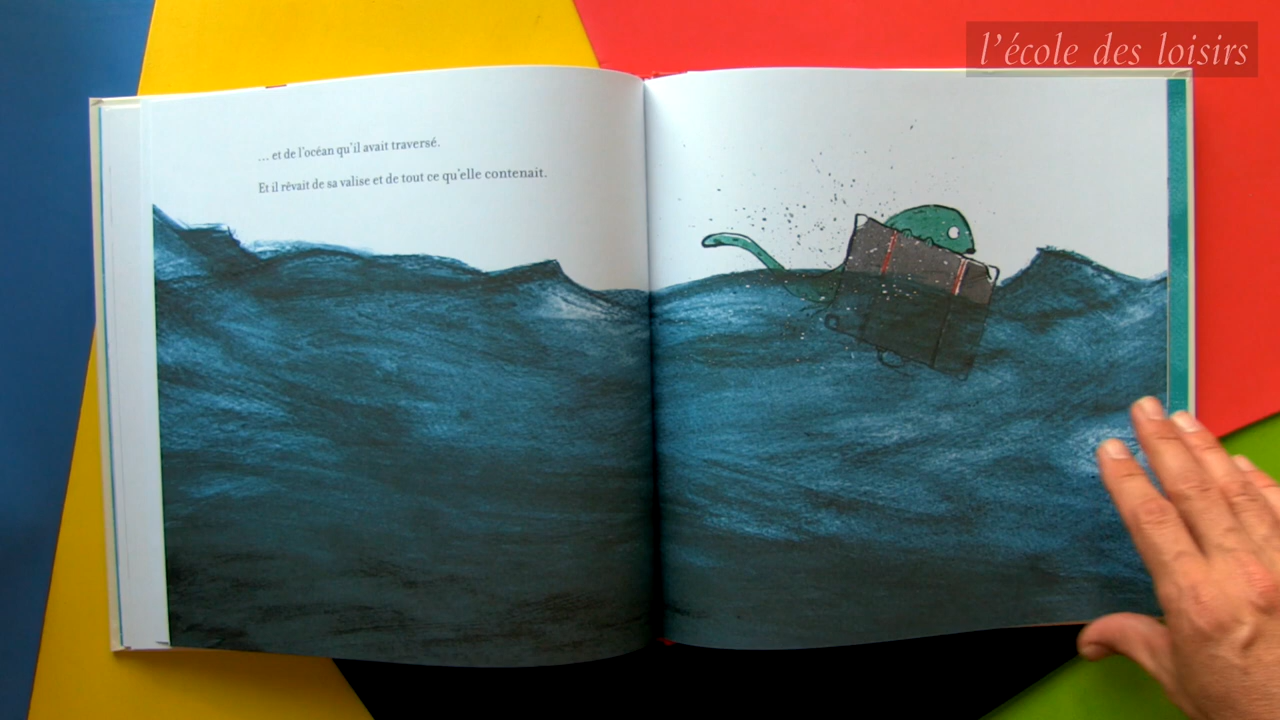 l'école des loisirs
... et de l'océan qu'il avait traversé.
Et il rêvait de sa valise et de tout ce qu'elle contenait.